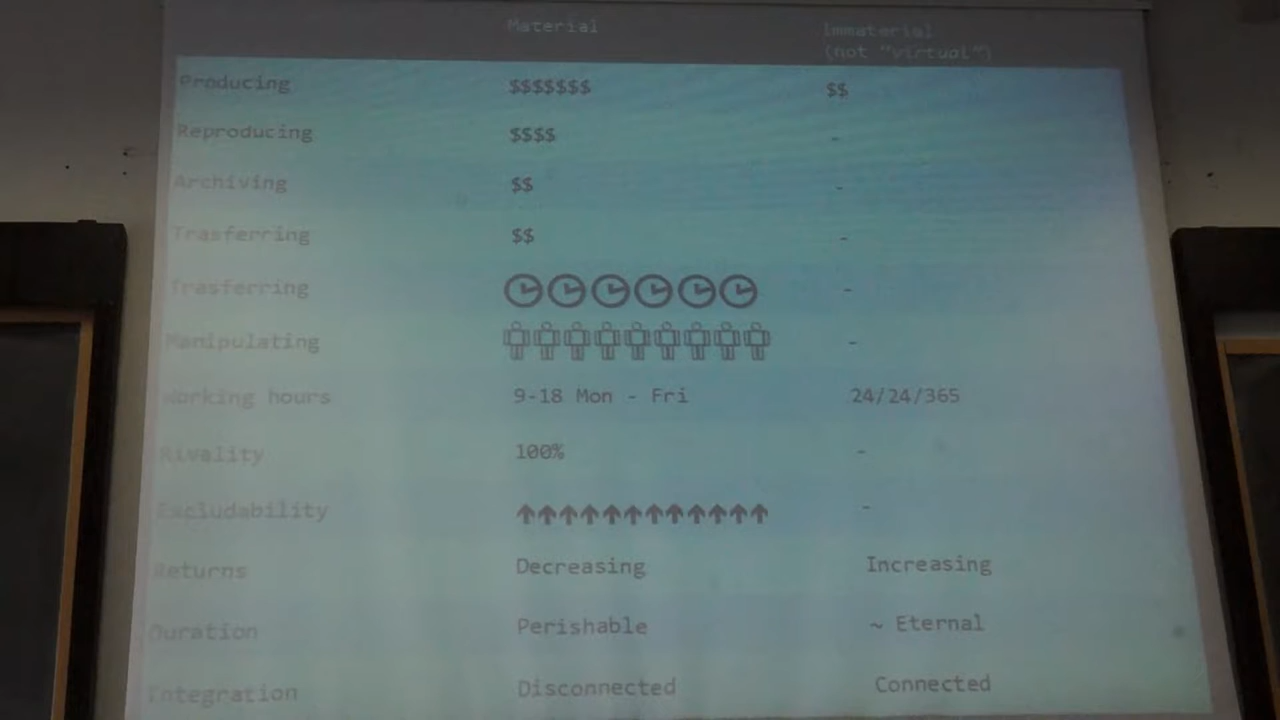 Material Immaterial
(not "virtual")
Producing $$$$$$$ $$
Reproducing $$$$ -
Archiving $$ -
Trasferring $$ -
Trasferring -
Manipulating -
Working hours 9-18 Mon - Fri 24/24/365
Rivality 100% -
Excludability ↑↑↑↑↑↑↑↑↑↑↑↑ -
Returns Decreasing Increasing
Duration Perishable ~ Eternal
Integration Disconnected Connected